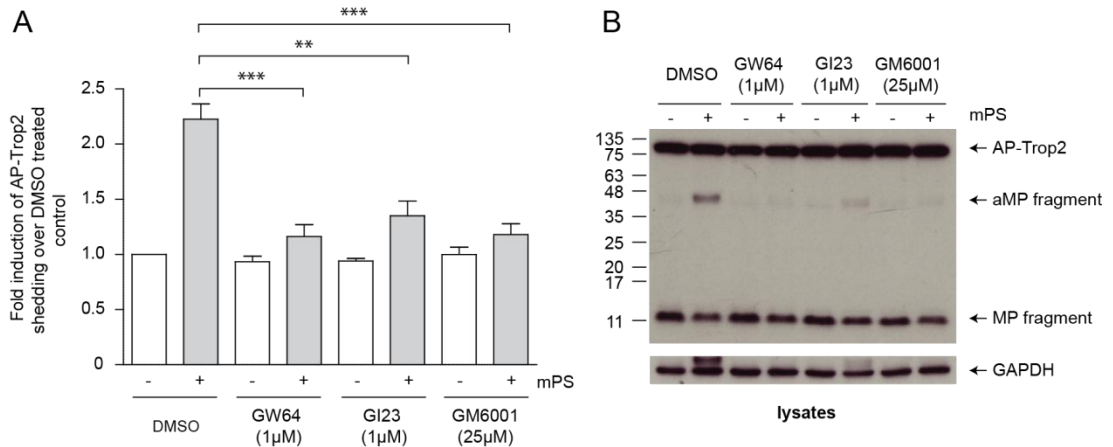 A
***
**
***
Fold induction of AP-Trop2
shedding over DMSO treated
control
2.5
2.0
1.5
1.0
0.5
0
- + - + - + - + mPS
DMSO
GW64
(1µM)
GI23
(1µM)
GM6001
(25µM)
B
DMSO
GW64
(1µM)
GI23
(1µM)
GM6001
(25µM)
- + - + - + - + mPS
135
75
63
48
35
25
20
17
11
← AP-Trop2
← aMP fragment
← MP fragment
← GAPDH
lysates